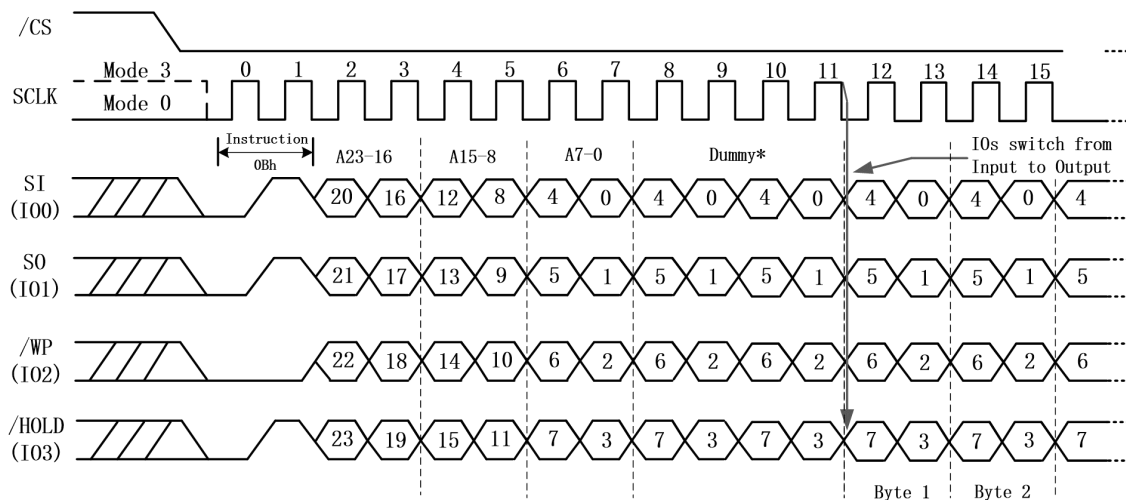 /CS
Mode 3
0 1 2 3 4 5 6 7 8 9 10 11 12 13 14 15
SCLK
Mode 0
Instruction
0Bh
A23-16 A15-8 A7-0 Dummy*
IOs switch from
Input to Output
SI
(IO0)
20 16 12 8 4 0 4 0 4 0 4 0 4 0 4
SO
(IO1)
21 17 13 9 5 1 5 1 5 1 5 1 5 1 5
/WP
(IO2)
22 18 14 10 6 2 6 2 6 2 6 2 6 2 6
/HOLD
(IO3)
23 19 15 11 7 3 7 3 7 3 7 3 7 3 7
Byte 1 Byte 2